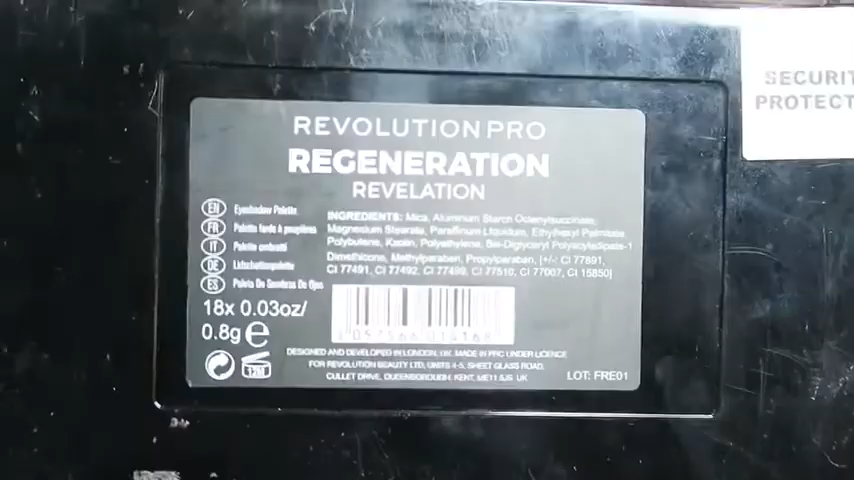 REVOLUTION PRO
REGENERATION
REVELATION
SECURIT
PROTECT
EN Eyeshadow Palette
FR Palette fards à paupières
IT Palette ombretti
DE Lidschattenpalette
ES Paleta De Sombras De Ojos
18x 0.03oz/
0.8g e
INGREDIENTS: Mica, Aluminum Starch Octenylsuccinate,
Magnesium Stearate, Paraffinum Liquidum, Ethylhexyl Palmitate,
Polybutene, Kaolin, Polyethylene, Bis-Diglyceryl Polyacyladipate-1
Dimethicone, Methylparaben, Propylparaben, [+/-: CI 77891,
CI 77491, CI 77492, CI 77499, CI 77510, CI 77007, CI 15850]
12M
DESIGNED AND DEVELOPED IN LONDON, UK. MADE IN PRC UNDER LICENCE
FOR REVOLUTION BEAUTY LTD, UNITS 4-5, SHEET GLASS ROAD,
CULLET DRIVE, QUEENBOROUGH, KENT, ME11 5JS. UK
LOT: FRE01